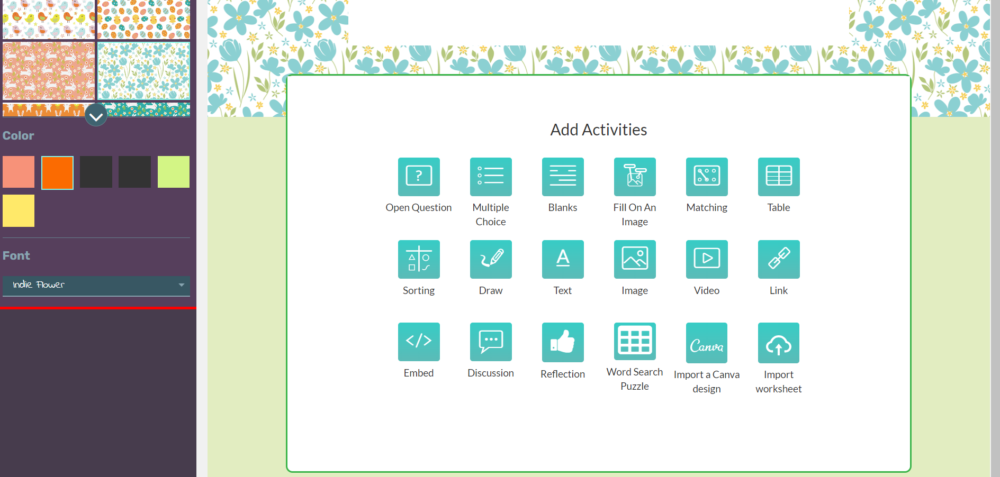 Color
Font
Indie Flower
Add Activities
?
Open Question
Multiple
Choice
Blanks
Fill On An
Image
Matching
Table
Sorting
Draw
A
Text
Image
Video
Link
</>
Embed
Discussion
Reflection
Word Search
Puzzle
Canva
Import a Canva
design
Import
worksheet